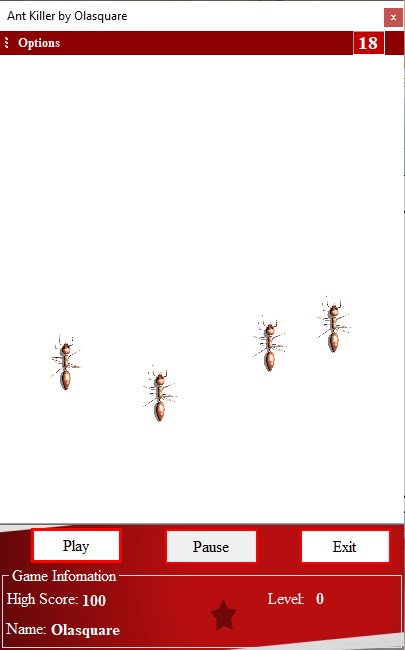 Ant Killer by Olasquare x
Options 18
Play Pause Exit
Game Infomation
High Score: 100 Level: 0
Name: Olasquare